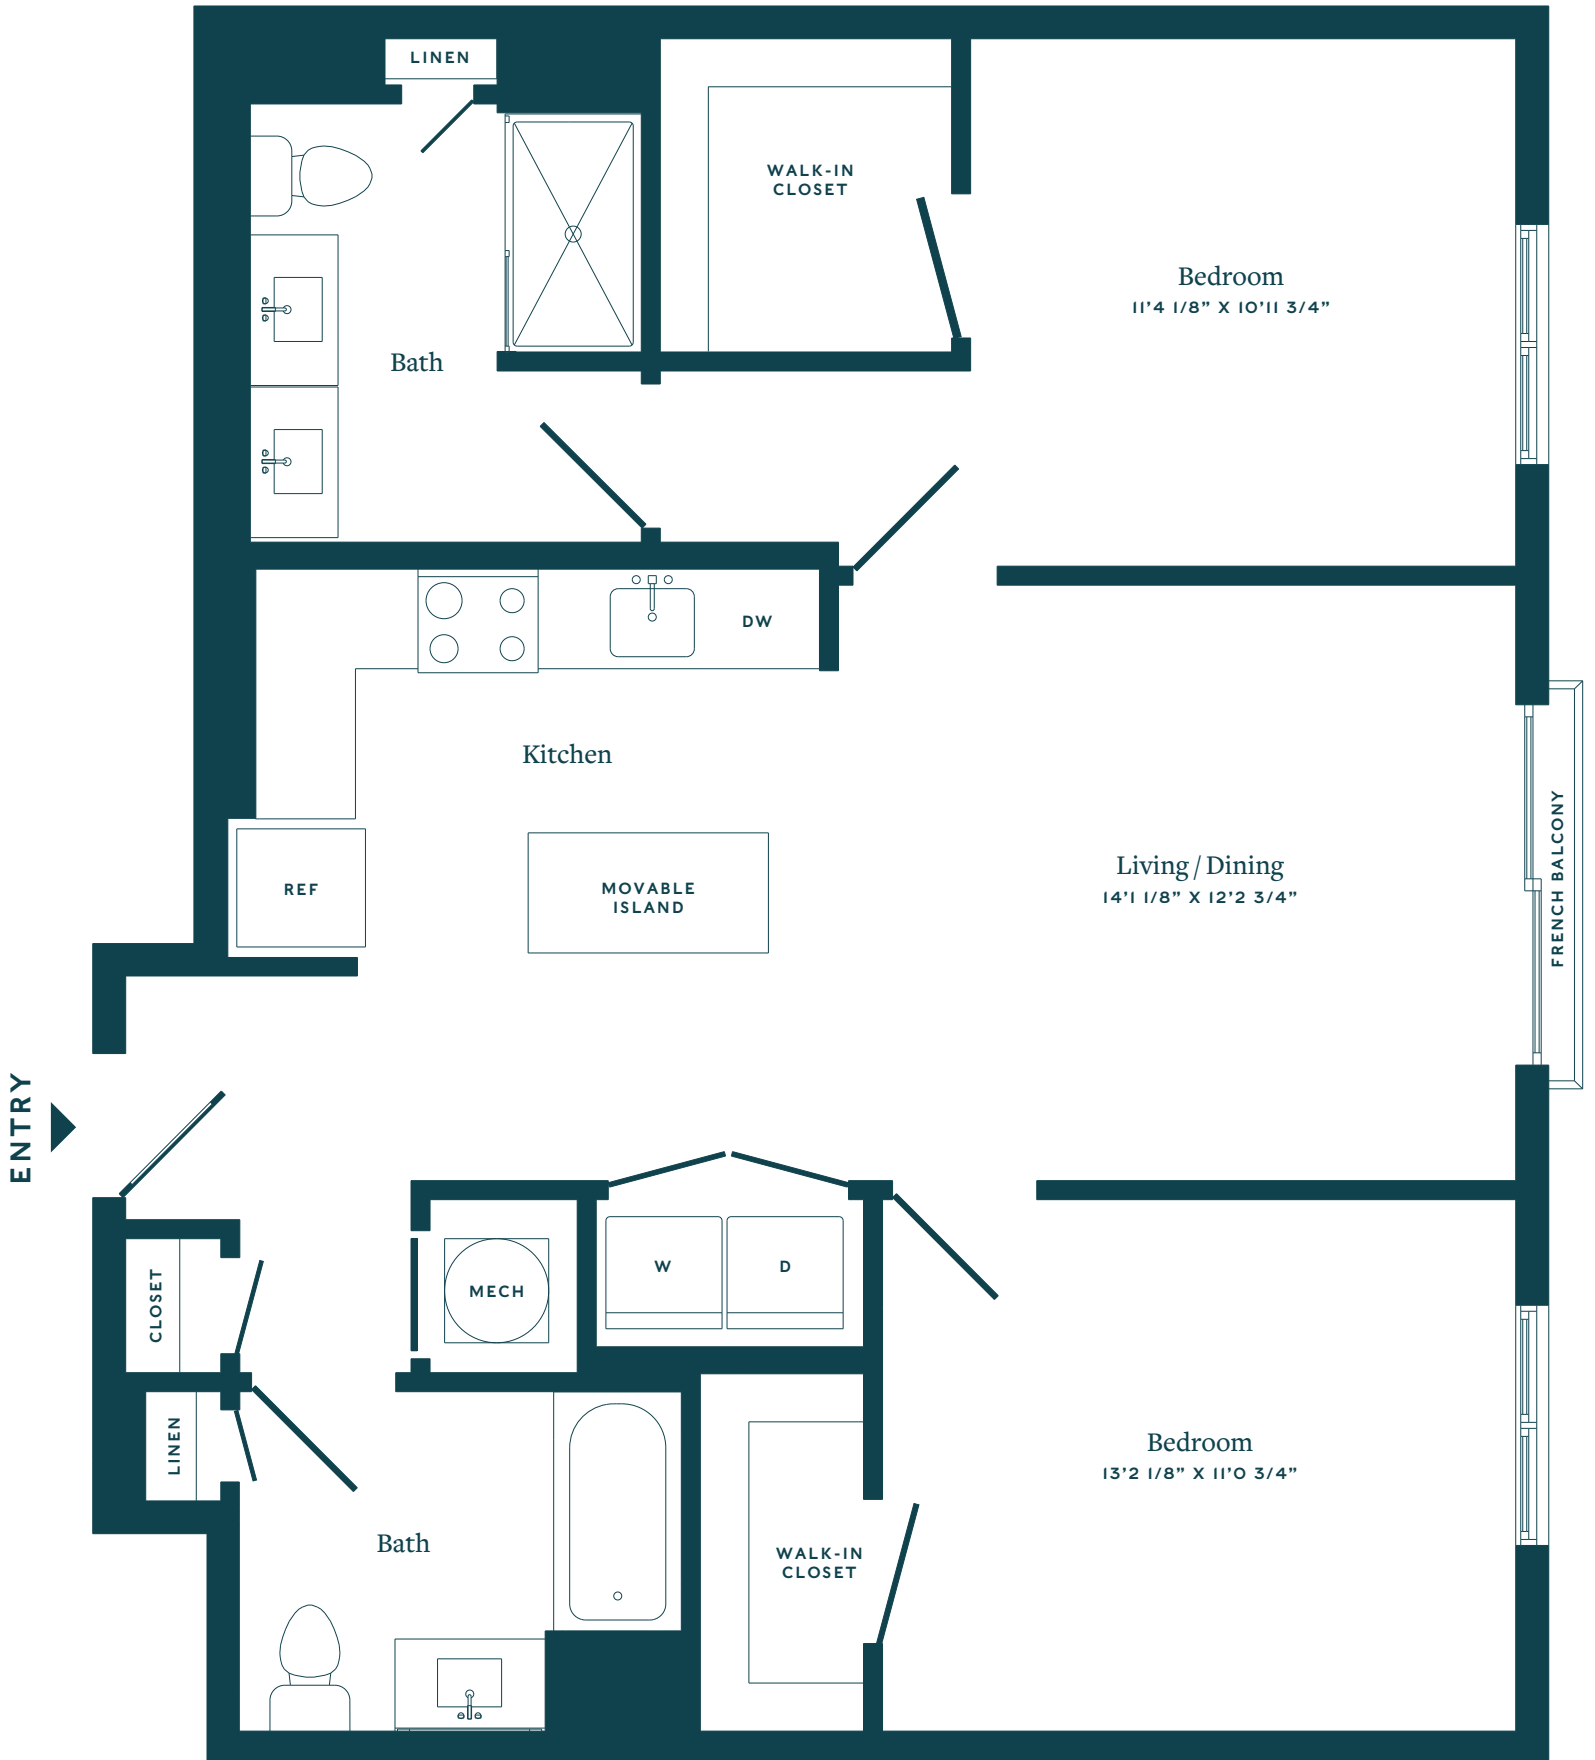 LINEN
WALK-IN
CLOSET
Bedroom
11’4 1/8” X 10’11 3/4”
Bath
DW
Kitchen
REF
MOVABLE
ISLAND
Living / Dining
14’1 1/8” X 12’2 3/4”
FRENCH BALCONY
ENTRY
CLOSET
MECH
W
D
LINEN
Bath
WALK-IN
CLOSET
Bedroom
13’2 1/8” X 11’0 3/4”